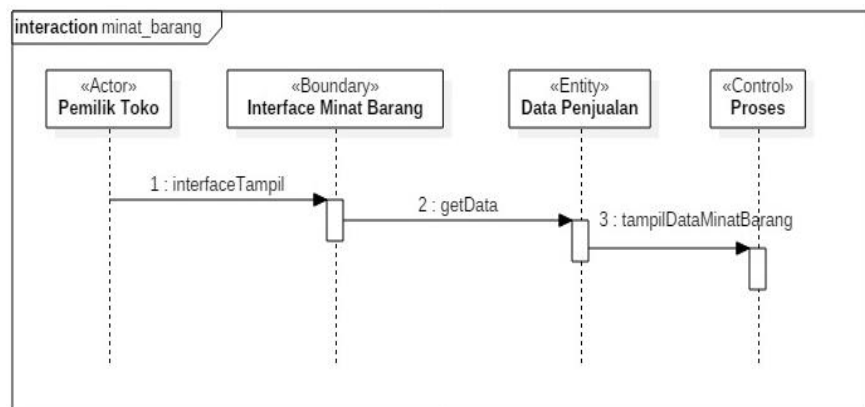 interaction minat_barang
«Actor»
Pemilik Toko
«Boundary»
Interface Minat Barang
«Entity»
Data Penjualan
«Control»
Proses
1 : interfaceTampil
2 : getData
3 : tampilDataMinatBarang